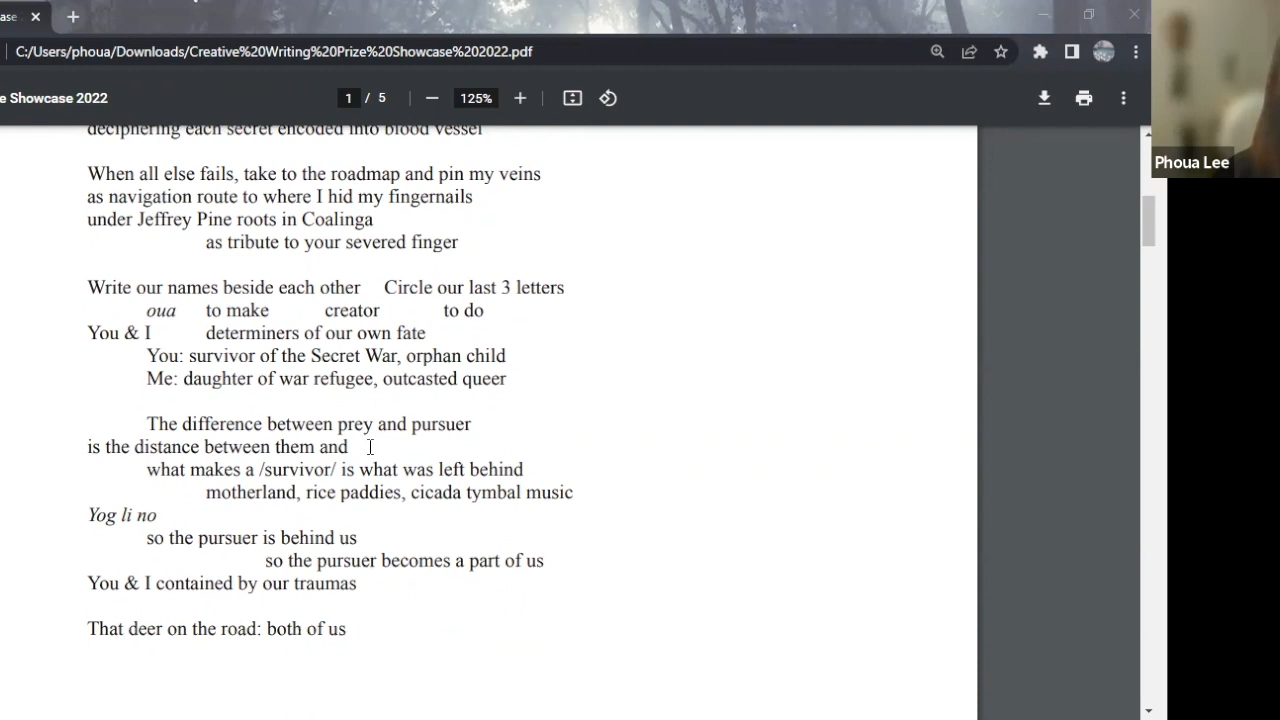 ase
C:/Users/phoua/Downloads/Creative%20Writing%20Prize%20Showcase%202022.pdf
e Showcase 2022 1 / 5 125%
Phoua Lee
deciphering each secret encoded into blood vessel
When all else fails, take to the roadmap and pin my veins
as navigation route to where I hid my fingernails
under Jeffrey Pine roots in Coalinga
as tribute to your severed finger
Write our names beside each other Circle our last 3 letters
oua to make creator to do
You & I determiners of our own fate
You: survivor of the Secret War, orphan child
Me: daughter of war refugee, outcasted queer
The difference between prey and pursuer
is the distance between them and
what makes a /survivor/ is what was left behind
motherland, rice paddies, cicada tymbal music
Yog li no
so the pursuer is behind us
so the pursuer becomes a part of us
You & I contained by our traumas
That deer on the road: both of us